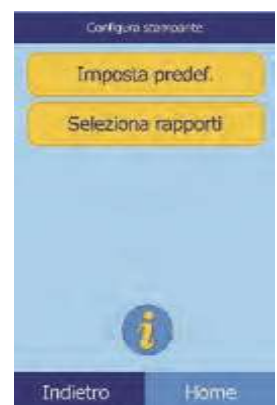 Configura stampante
Imposta predef.
Seleziona rapporti
i
Indietro Home